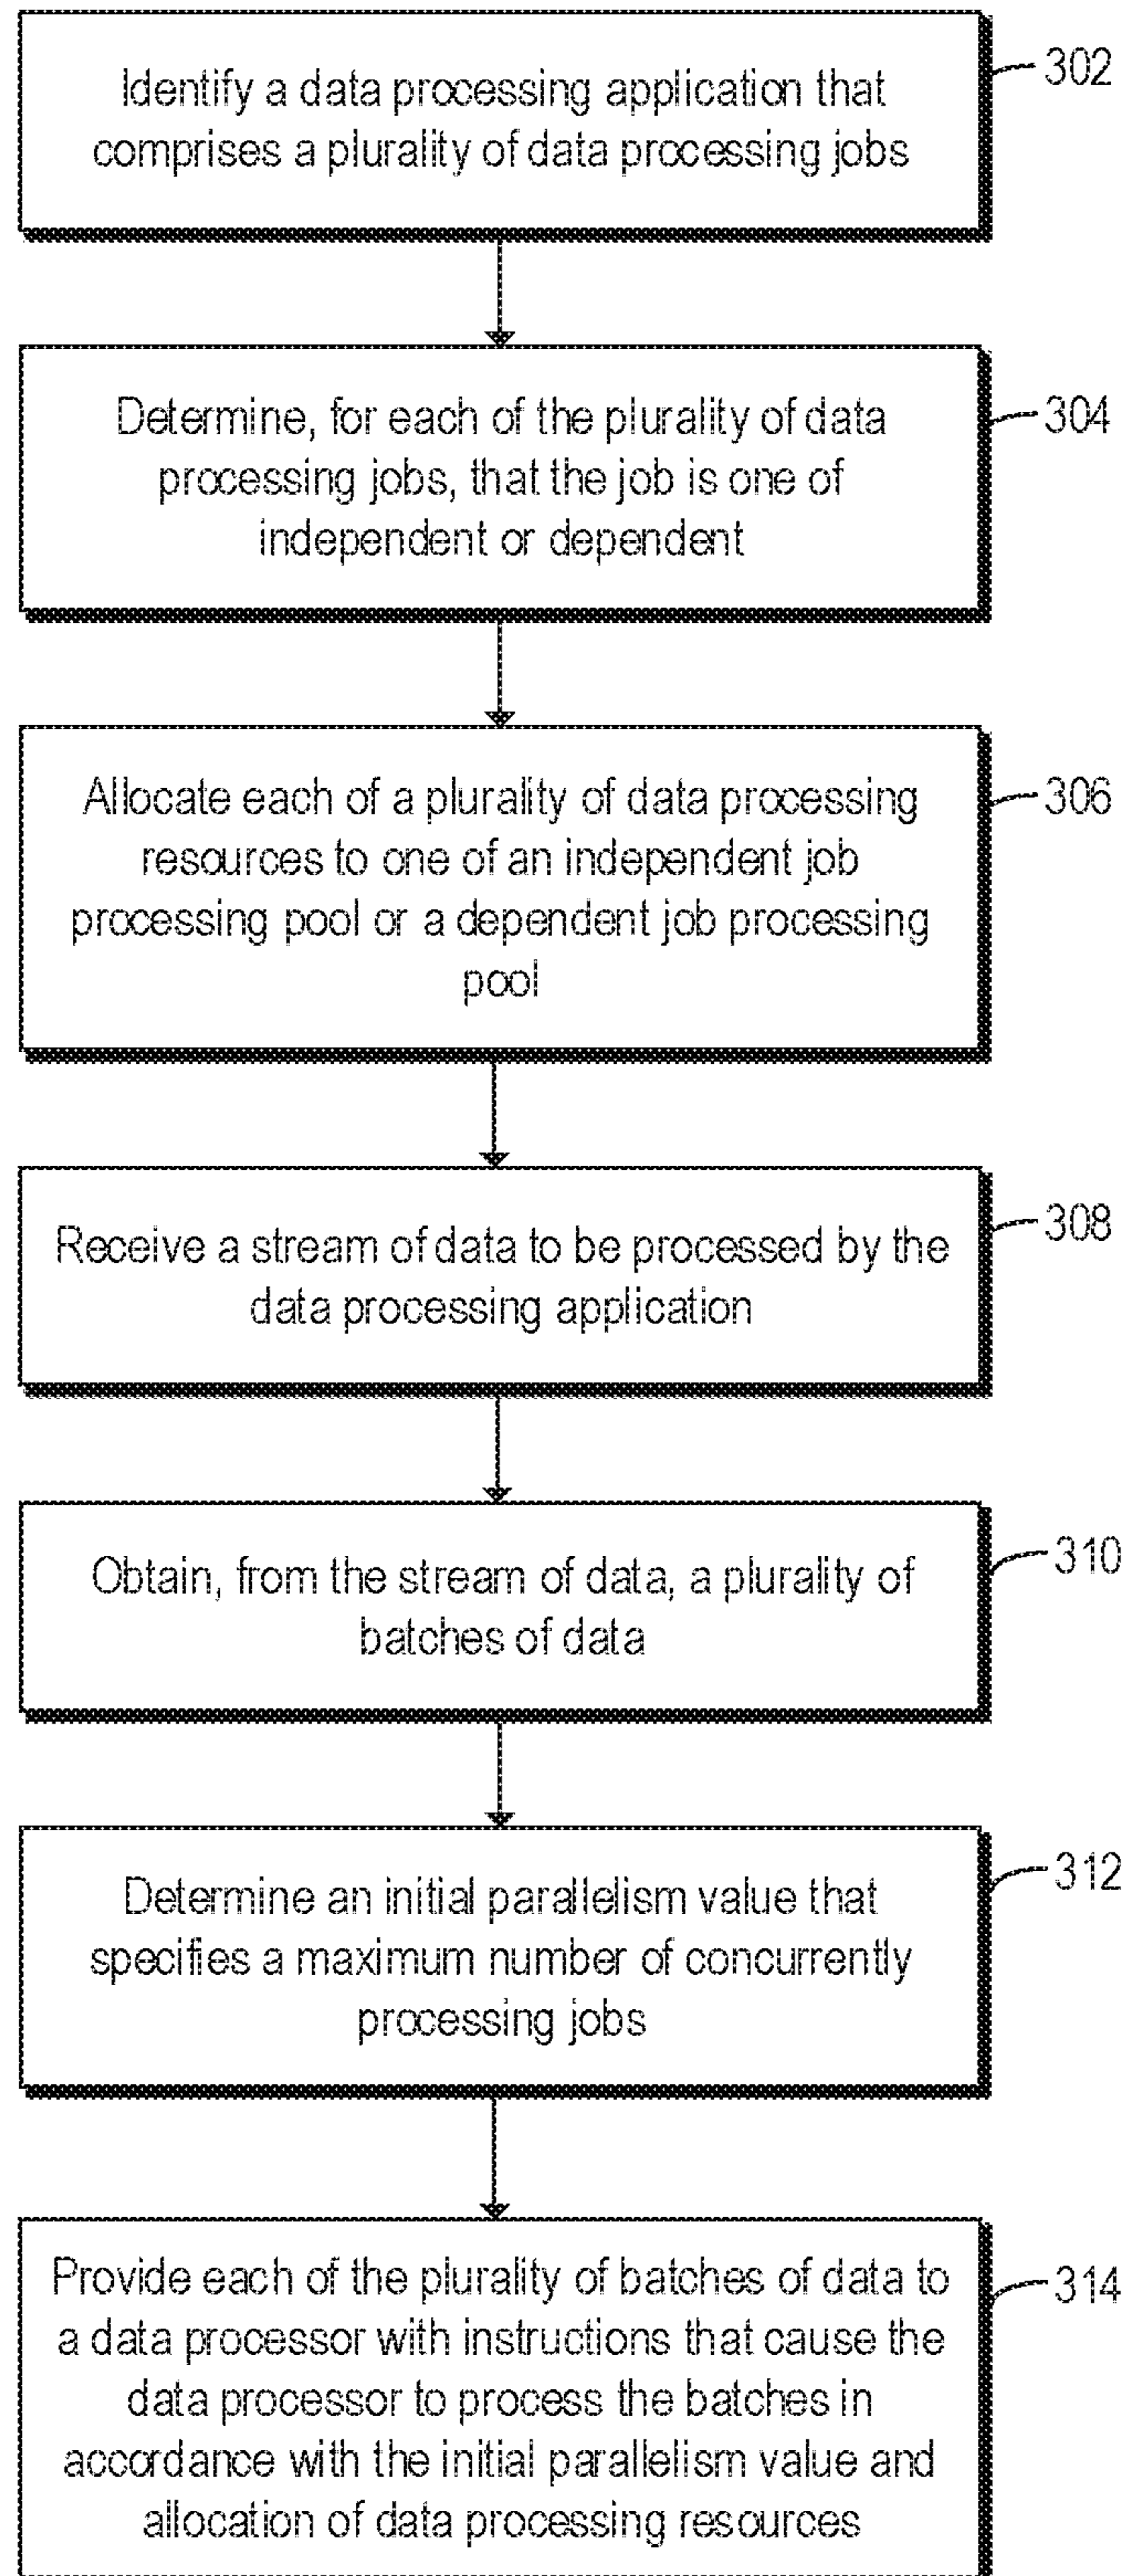 Identify a data processing application that
comprises a plurality of data processing jobs
302
Determine, for each of the plurality of data
processing jobs, that the job is one of
independent or dependent
304
Allocate each of a plurality of data processing
resources to one of an independent job
processing pool or a dependent job processing
pool
306
Receive a stream of data to be processed by the
data processing application
308
Obtain, from the stream of data, a plurality of
batches of data
310
Determine an initial parallelism value that
specifies a maximum number of concurrently
processing jobs
312
Provide each of the plurality of batches of data to
a data processor with instructions that cause the
data processor to process the batches in
accordance with the initial parallelism value and
allocation of data processing resources
314